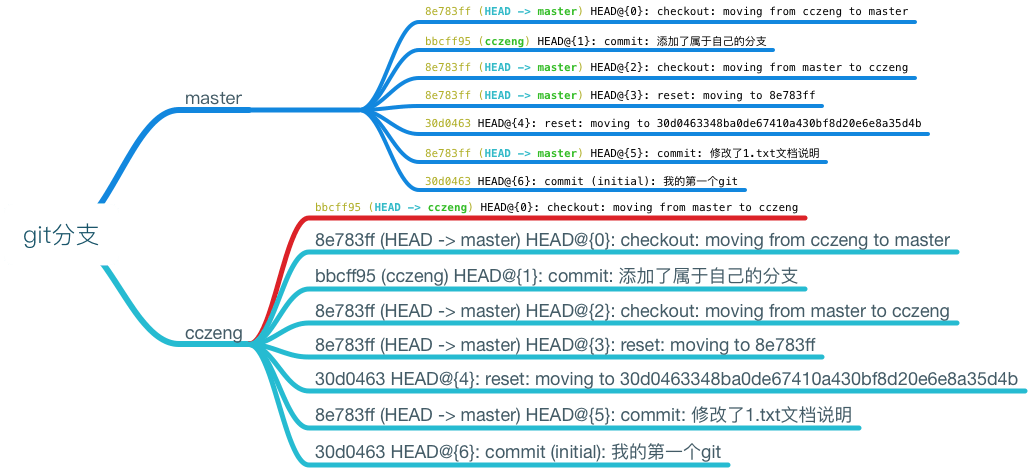 git分支
master
8e783ff (HEAD -> master) HEAD@{0}: checkout: moving from cczeng to master
bbcff95 (cczeng) HEAD@{1}: commit: 添加了属于自己的分支
8e783ff (HEAD -> master) HEAD@{2}: checkout: moving from master to cczeng
8e783ff (HEAD -> master) HEAD@{3}: reset: moving to 8e783ff
30d0463 HEAD@{4}: reset: moving to 30d0463348ba0de67410a430bf8d20e6e8a35d4b
8e783ff (HEAD -> master) HEAD@{5}: commit: 修改了1.txt文档说明
30d0463 HEAD@{6}: commit (initial): 我的第一个git
cczeng
bbcff95 (HEAD -> cczeng) HEAD@{0}: checkout: moving from master to cczeng
8e783ff (HEAD -> master) HEAD@{0}: checkout: moving from cczeng to master
bbcff95 (cczeng) HEAD@{1}: commit: 添加了属于自己的分支
8e783ff (HEAD -> master) HEAD@{2}: checkout: moving from master to cczeng
8e783ff (HEAD -> master) HEAD@{3}: reset: moving to 8e783ff
30d0463 HEAD@{4}: reset: moving to 30d0463348ba0de67410a430bf8d20e6e8a35d4b
8e783ff (HEAD -> master) HEAD@{5}: commit: 修改了1.txt文档说明
30d0463 HEAD@{6}: commit (initial): 我的第一个git